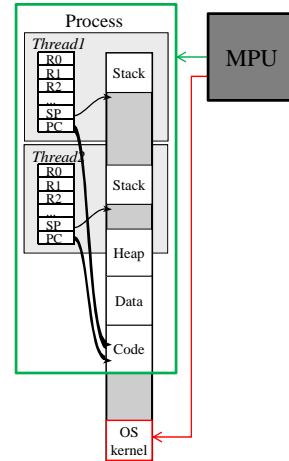 Process
MPU
Thread1
R0
R1
R2
...
SP
PC
Stack
Thread2
R0
R1
R2
...
SP
PC
Stack
Heap
Data
Code
OS
kernel